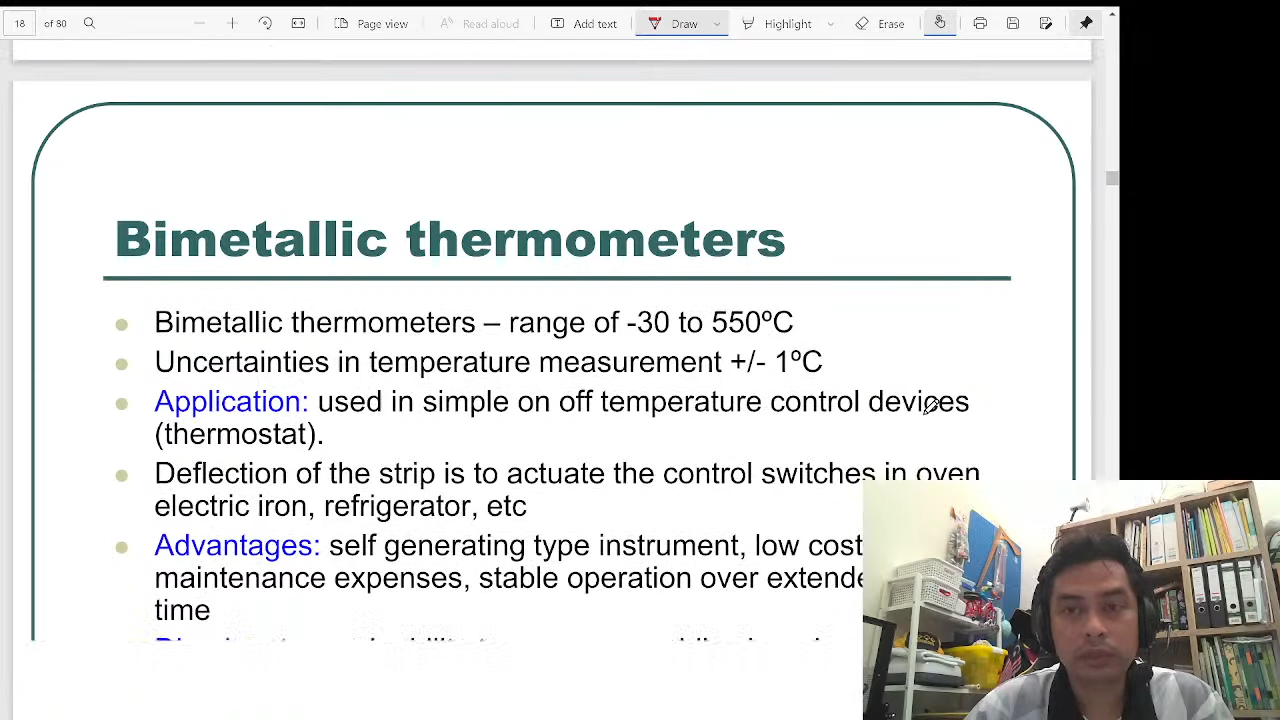 18 of 80 Page view Read aloud Add text Draw Highlight Erase
Bimetallic thermometers
Bimetallic thermometers – range of -30 to 550ºC
Uncertainties in temperature measurement +/- 1ºC
Application: used in simple on off temperature control devices
(thermostat).
Deflection of the strip is to actuate the control switches in oven
electric iron, refrigerator, etc
Advantages: self generating type instrument, low cost
maintenance expenses, stable operation over extende
time